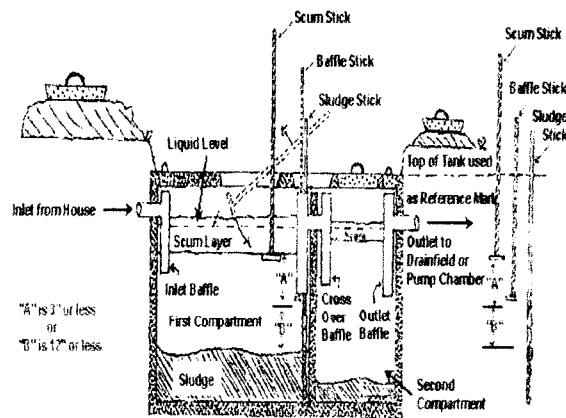 Scum Stick
Baffle Stick
Sludge Stick
Liquid Level
Inlet from House
Scum Layer
Inlet Baffle
First Compartment
"A" is 3" or less
or
"B" is 12" or less
Sludge
"A"
"B"
Cross
Over
Baffle
Outlet
Baffle
Second
Compartment
Scum Stick
Baffle Stick
Sludge
Stick
Top of Tank used
as Reference Mark
Outlet to
Drainfield or
Pump Chamber
"A"
"B"